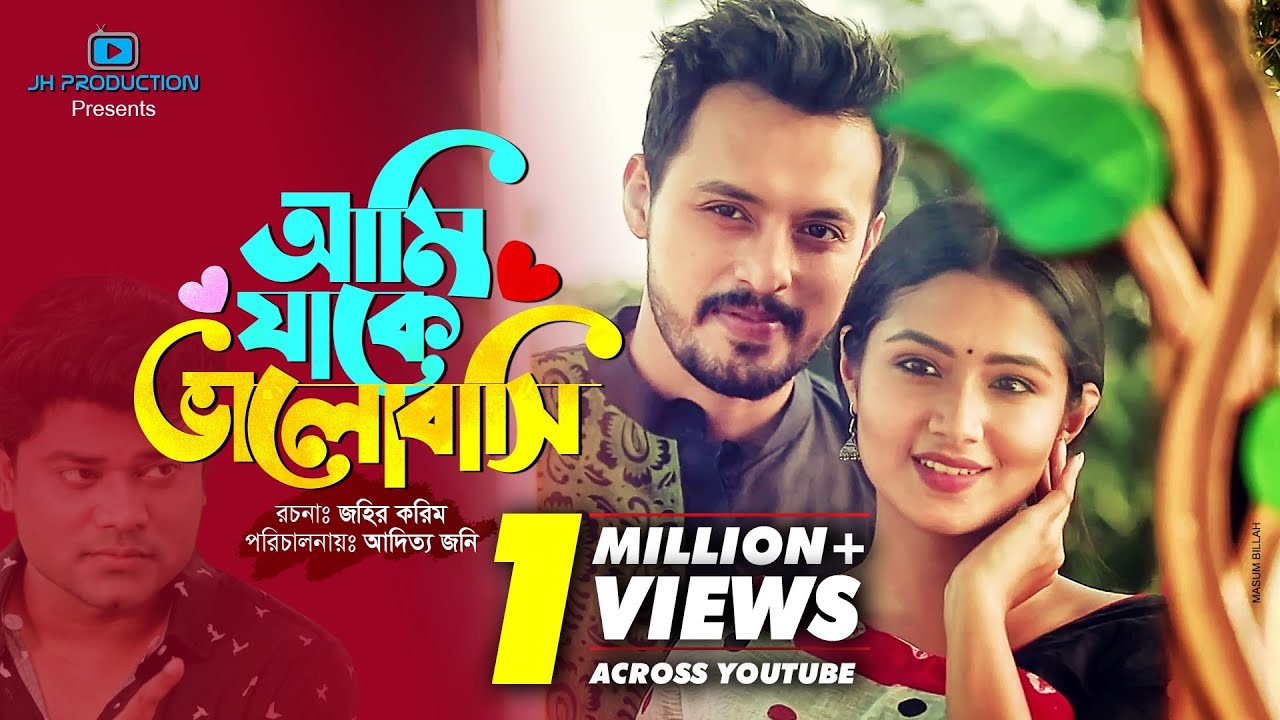 JH PRODUCTION
Presents
আমি
যাকে
ভালোবাসি
রচনাঃ জহির করিম
পরিচালনায়ঃ আদিত্য জনি
1 MILLION+
VIEWS
ACROSS YOUTUBE
MASUM BILLAH